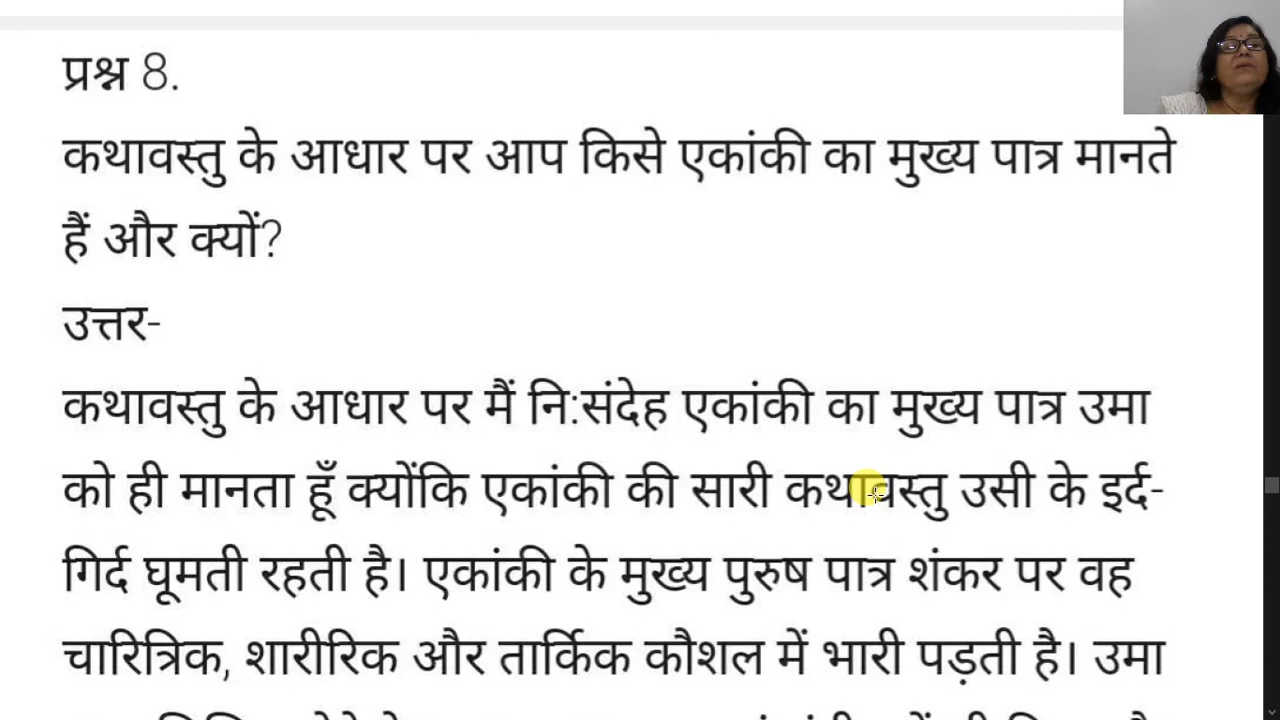 प्रश्न 8.
कथावस्तु के आधार पर आप किसे एकांकी का मुख्य पात्र मानते
हैं और क्यों?
उत्तर-
कथावस्तु के आधार पर मैं नि:संदेह एकांकी का मुख्य पात्र उमा
को ही मानता हूँ क्योंकि एकांकी की सारी कथावस्तु उसी के इर्द-
गिर्द घूमती रहती है। एकांकी के मुख्य पुरुष पात्र शंकर पर वह
चारित्रिक, शारीरिक और तार्किक कौशल में भारी पड़ती है। उमा